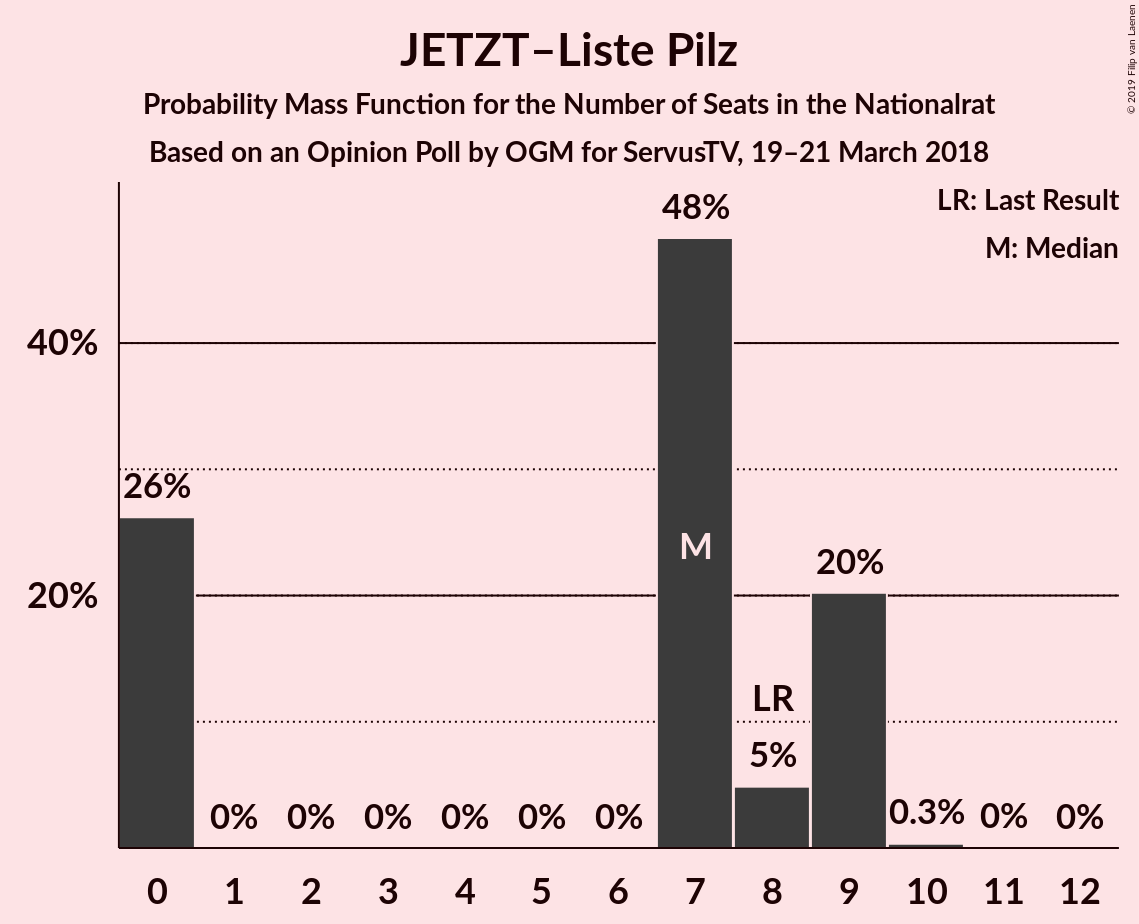 JETZT–Liste Pilz
Probability Mass Function for the Number of Seats in the Nationalrat
Based on an Opinion Poll by OGM for ServusTV, 19–21 March 2018
© 2019 Filip van Laenen
LR: Last Result
M: Median
40%
20%
26%
0%
0%
0%
0%
0%
0%
48%
M
LR
5%
20%
0.3%
0%
0%
0 1 2 3 4 5 6 7 8 9 10 11 12